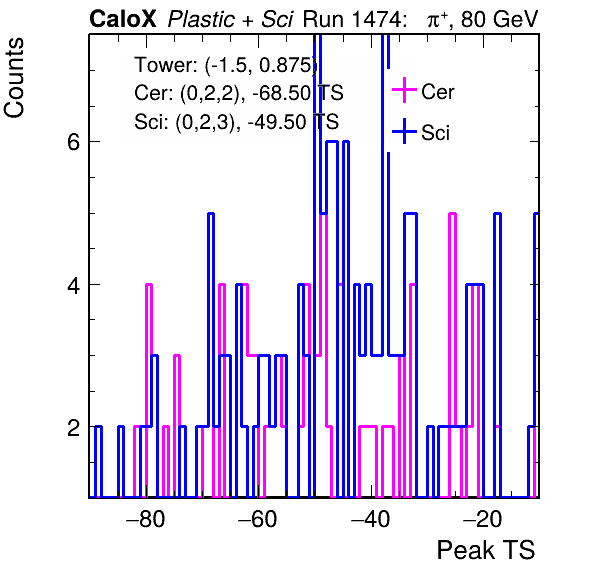 CaloX Plastic + Sci Run 1474: π⁺, 80 GeV
Counts
Tower: (-1.5, 0.875)
Cer: (0,2,2), -68.50 TS
Sci: (0,2,3), -49.50 TS
Cer
Sci
6
4
2
−80 −60 −40 −20
Peak TS